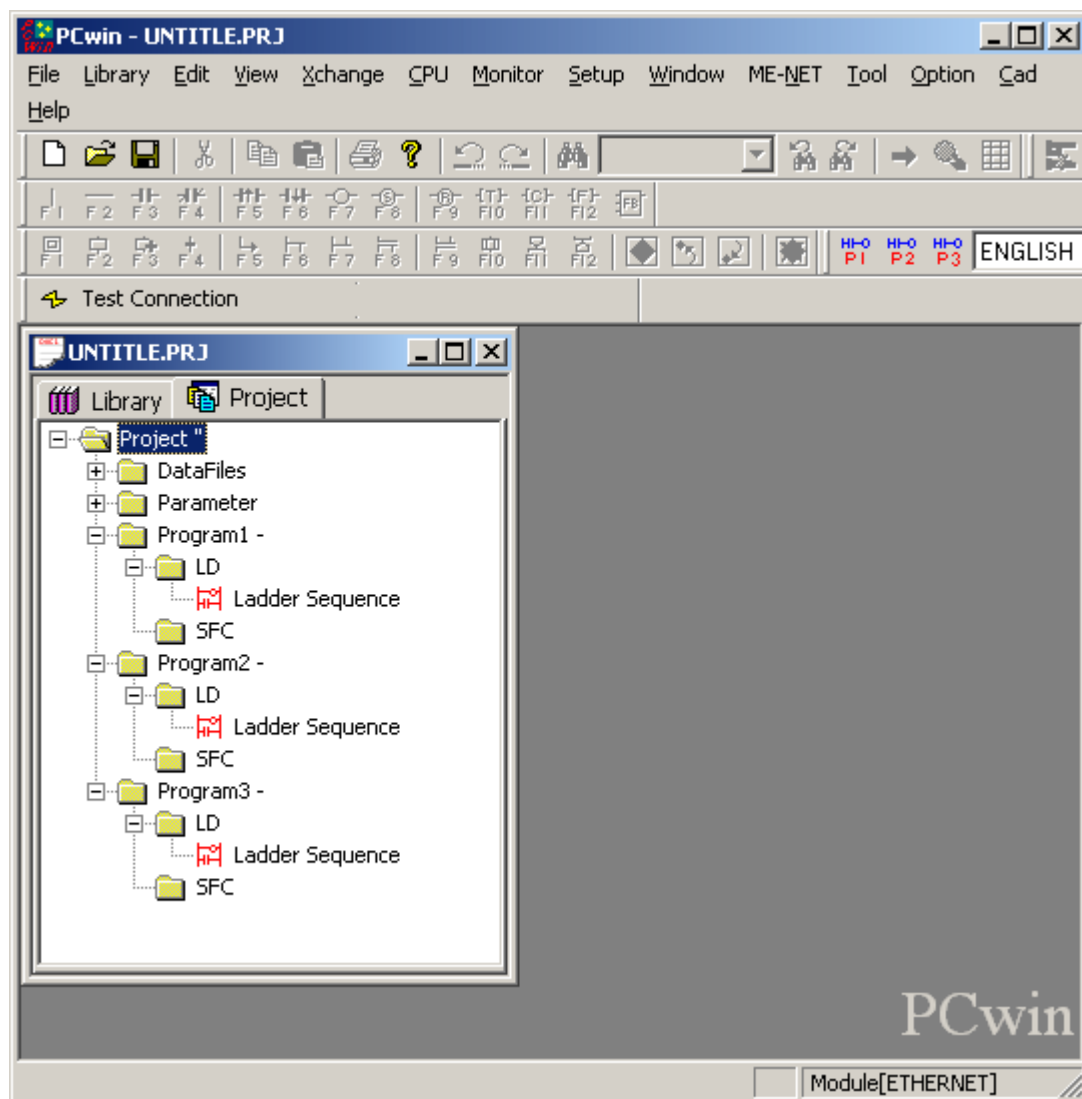 PCwin - UNTITLE.PRJ
File Library Edit View Xchange CPU Monitor Setup Window ME-NET Tool Option Cad
Help
F1 F2 F3 F4 F5 F6 F7 F8 F9 F10 F11 F12 FB
F1 F2 F3 F4 F5 F6 F7 F8 F9 F10 F11 F12 P1 P2 P3 ENGLISH
Test Connection
UNTITLE.PRJ
Library Project
Project "
DataFiles
Parameter
Program1 -
LD
Ladder Sequence
SFC
Program2 -
LD
Ladder Sequence
SFC
Program3 -
LD
Ladder Sequence
SFC
PCwin
Module[ETHERNET]